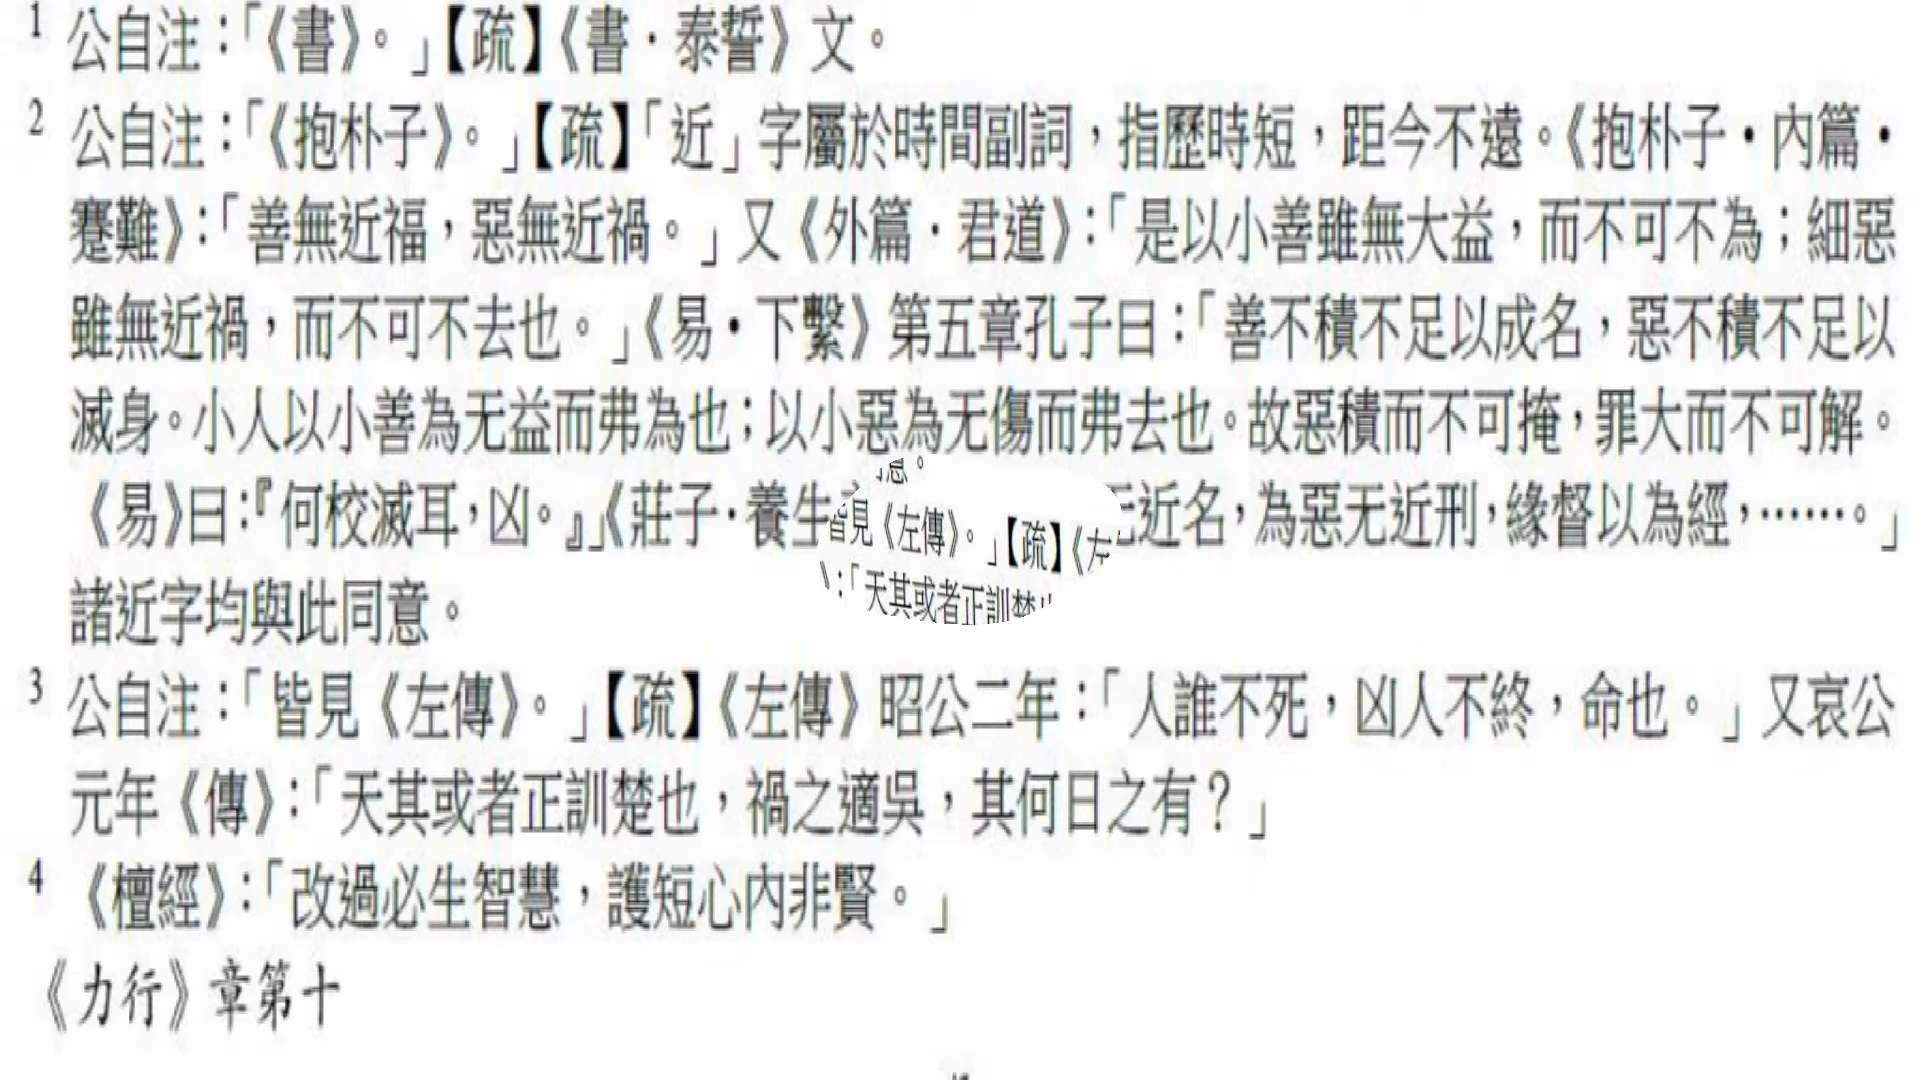 1 公自注:「《書》。」【疏】《書·泰誓》文。
2 公自注:「《抱朴子》。」【疏】「近」字屬於時間副詞,指歷時短,距今不遠。《抱朴子·內篇·
蹇難》:「善無近福,惡無近禍。」又《外篇·君道》:「是以小善雖無大益,而不可不為;細惡
雖無近禍,而不可不去也。」《易·下繫》第五章孔子曰:「善不積不足以成名,惡不積不足以
滅身。小人以小善為无益而弗為也;以小惡為无傷而弗去也。故惡積而不可掩,罪大而不可解。
《易》曰:『何校滅耳,凶。』」《莊子·養生 近名,為惡无近刑,緣督以為經,……。」
皆見《左傳》。」【疏】《左
》:「天其或者正訓楚
諸近字均與此同意。
3 公自注:「皆見《左傳》。」【疏】《左傳》昭公二年:「人誰不死,凶人不終,命也。」又哀公
元年《傳》:「天其或者正訓楚也,禍之適吳,其何日之有?」
4 《檀經》:「改過必生智慧,護短心內非賢。」
《力行》章第十